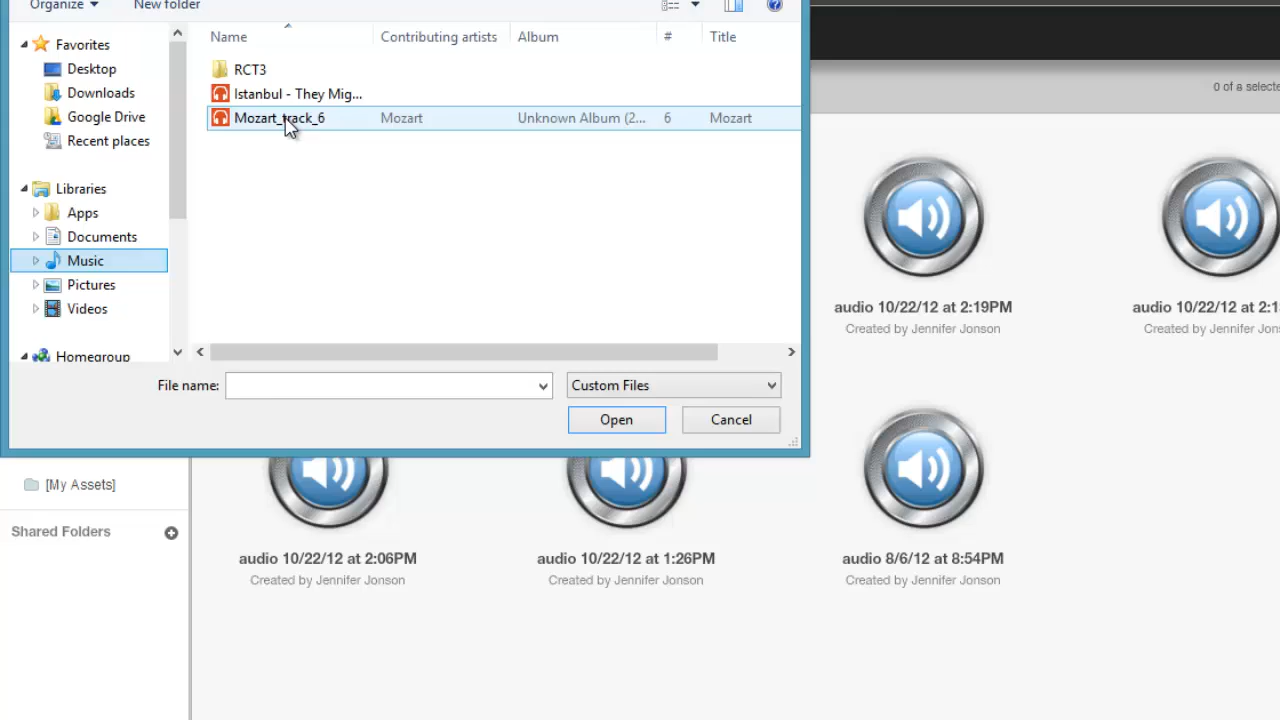 Organize
New folder
Name
Contributing artists
Album
#
Title
Favorites
Desktop
Downloads
Google Drive
Recent places
Libraries
Apps
Documents
Music
Pictures
Videos
Homegroup
RCT3
Istanbul - They Mig...
Mozart_track_6
Mozart
Unknown Album (2...
6
Mozart
File name:
Custom Files
Open
Cancel
0 of a selecte
audio 10/22/12 at 2:19PM
Created by Jennifer Jonson
audio 10/22/12 at 2:1
Created by Jennifer Jons
[My Assets]
Shared Folders
audio 10/22/12 at 2:06PM
Created by Jennifer Jonson
audio 10/22/12 at 1:26PM
Created by Jennifer Jonson
audio 8/6/12 at 8:54PM
Created by Jennifer Jonson